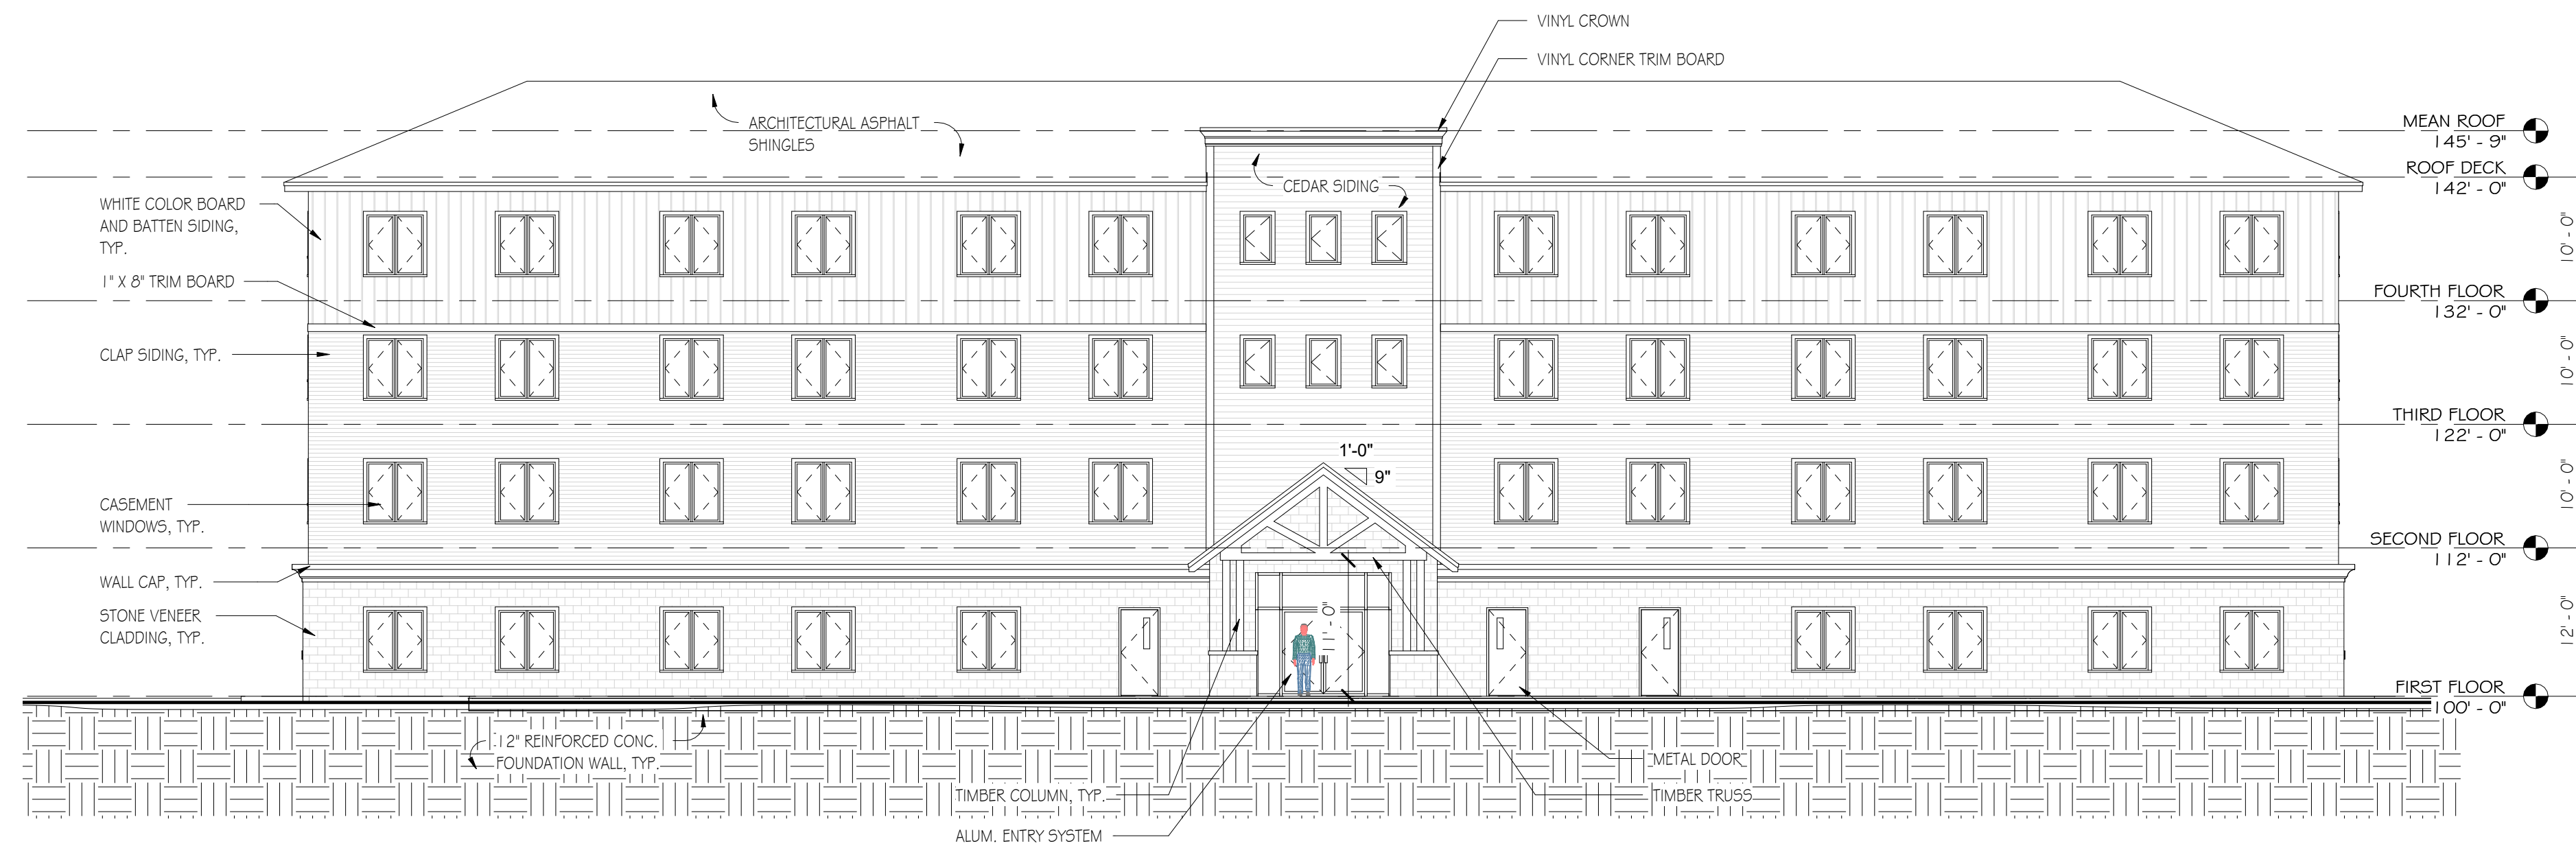 VINYL CROWN
VINYL CORNER TRIM BOARD
ARCHITECTURAL ASPHALT
SHINGLES
MEAN ROOF
145' - 9"
ROOF DECK
142' - 0"
CEDAR SIDING
WHITE COLOR BOARD
AND BATTEN SIDING,
TYP.
10' - 0"
1" X 8" TRIM BOARD
FOURTH FLOOR
132' - 0"
CLAP SIDING, TYP.
10' - 0"
THIRD FLOOR
122' - 0"
1'-0"
9"
CASEMENT
WINDOWS, TYP.
10' - 0"
SECOND FLOOR
112' - 0"
WALL CAP, TYP.
STONE VENEER
CLADDING, TYP.
11' - 0"
12' - 0"
FIRST FLOOR
100' - 0"
12" REINFORCED CONC.
FOUNDATION WALL, TYP.
METAL DOOR
TIMBER COLUMN, TYP.
TIMBER TRUSS
ALUM. ENTRY SYSTEM